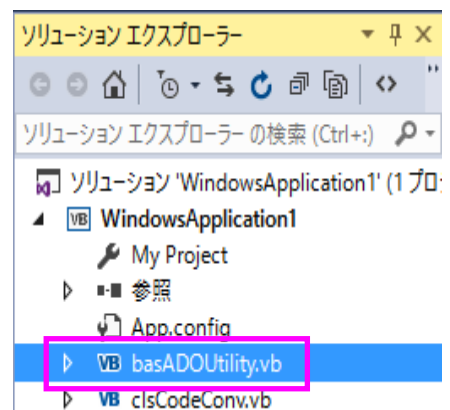 ソリューション エクスプローラー
ソリューション エクスプローラー の検索 (Ctrl+:)
ソリューション 'WindowsApplication1' (1 プロ
VB WindowsApplication1
My Project
参照
App.config
VB basADOUtility.vb
VB clsCodeConv.vb